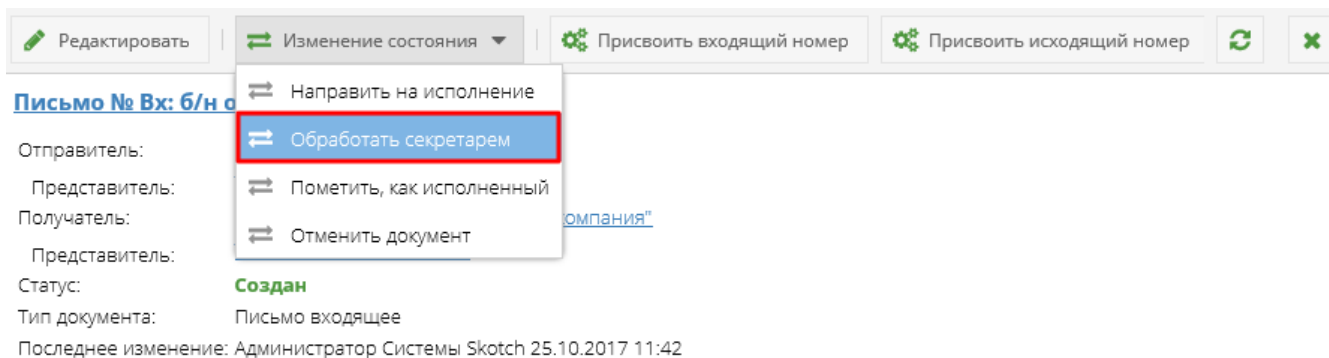 Редактировать Изменение состояния Присвоить входящий номер Присвоить исходящий номер
Направить на исполнение
Письмо № Вх: б/н о
Обработать секретарем
Отправитель:
Пометить, как исполненный
Представитель:
Получатель: омпания"
Отменить документ
Представитель:
Статус: Создан
Тип документа: Письмо входящее
Последнее изменение: Администратор Системы Skotch 25.10.2017 11:42